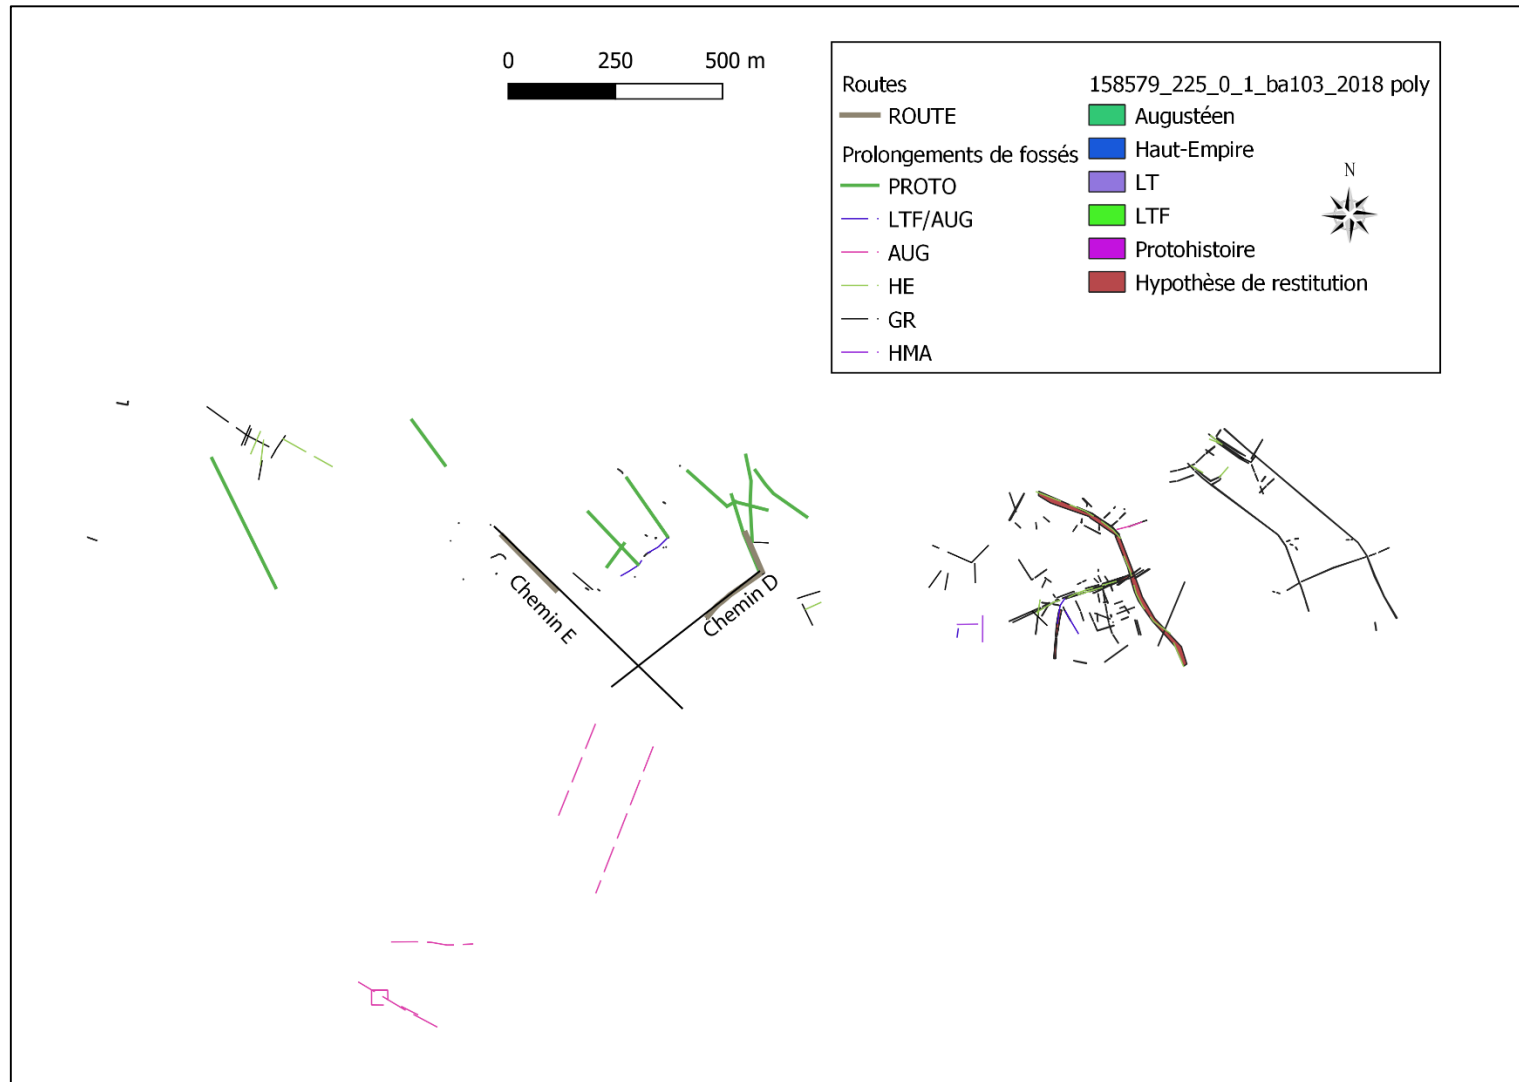 0 250 500 m
Routes
ROUTE
Prolongements de fossés
PROTO
LTF/AUG
AUG
HE
GR
HMA
158579_225_0_1_ba103_2018 poly
Augustéen
Haut-Empire
LT
LTF
Protohistoire
Hypothèse de restitution
N
Chemin E
Chemin D